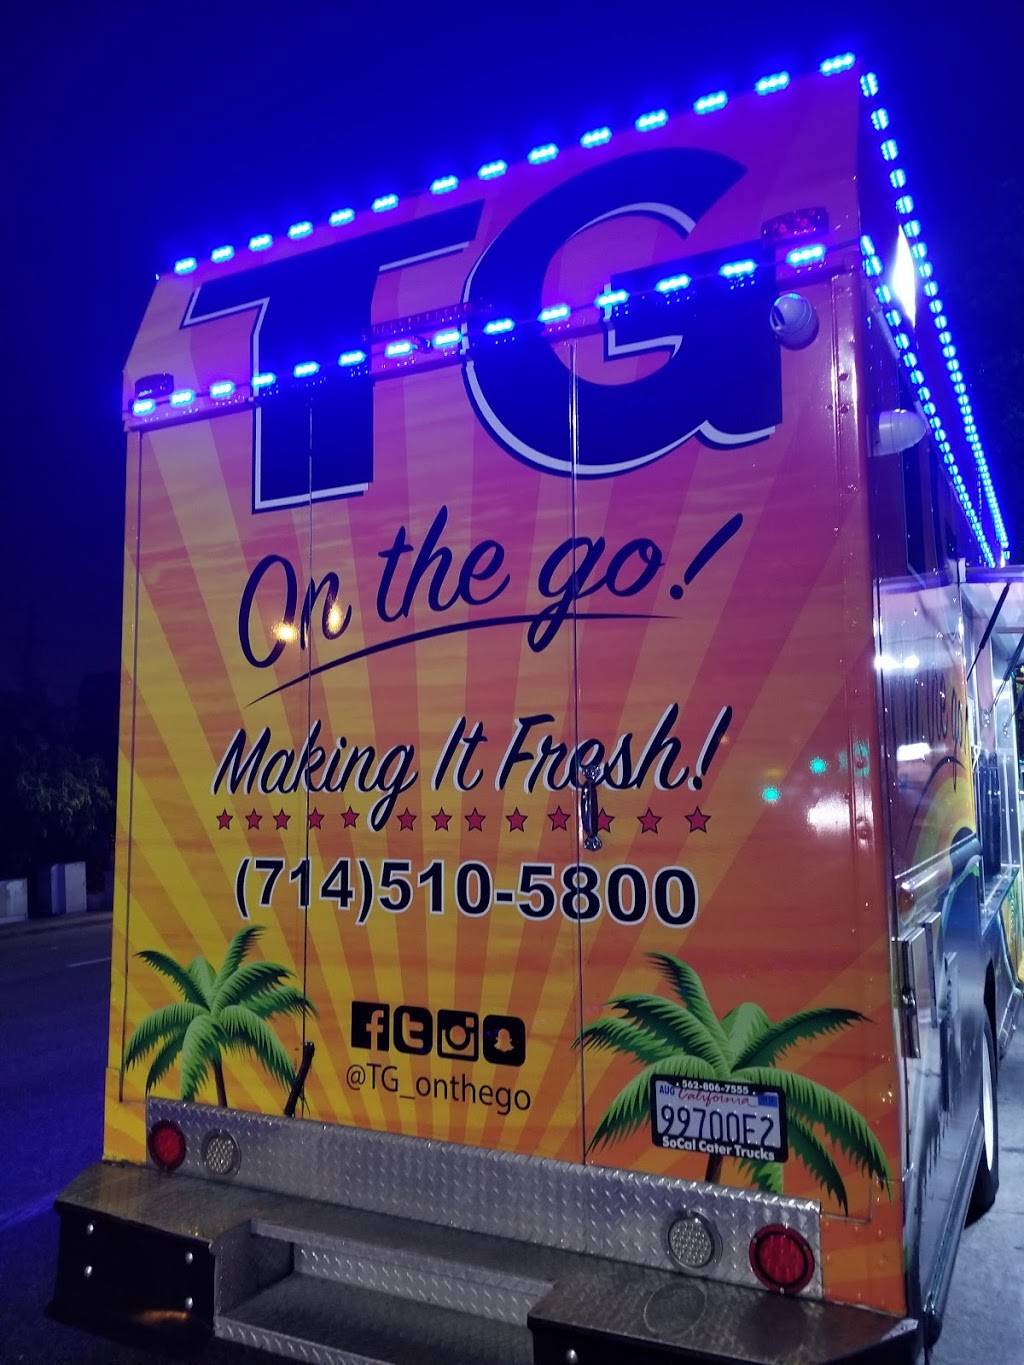 TG
On the go!
Making It Fresh!
(714)510-5800
@TG_onthego
562-806-7555
AUG California
99700E2
SoCal Cater Trucks